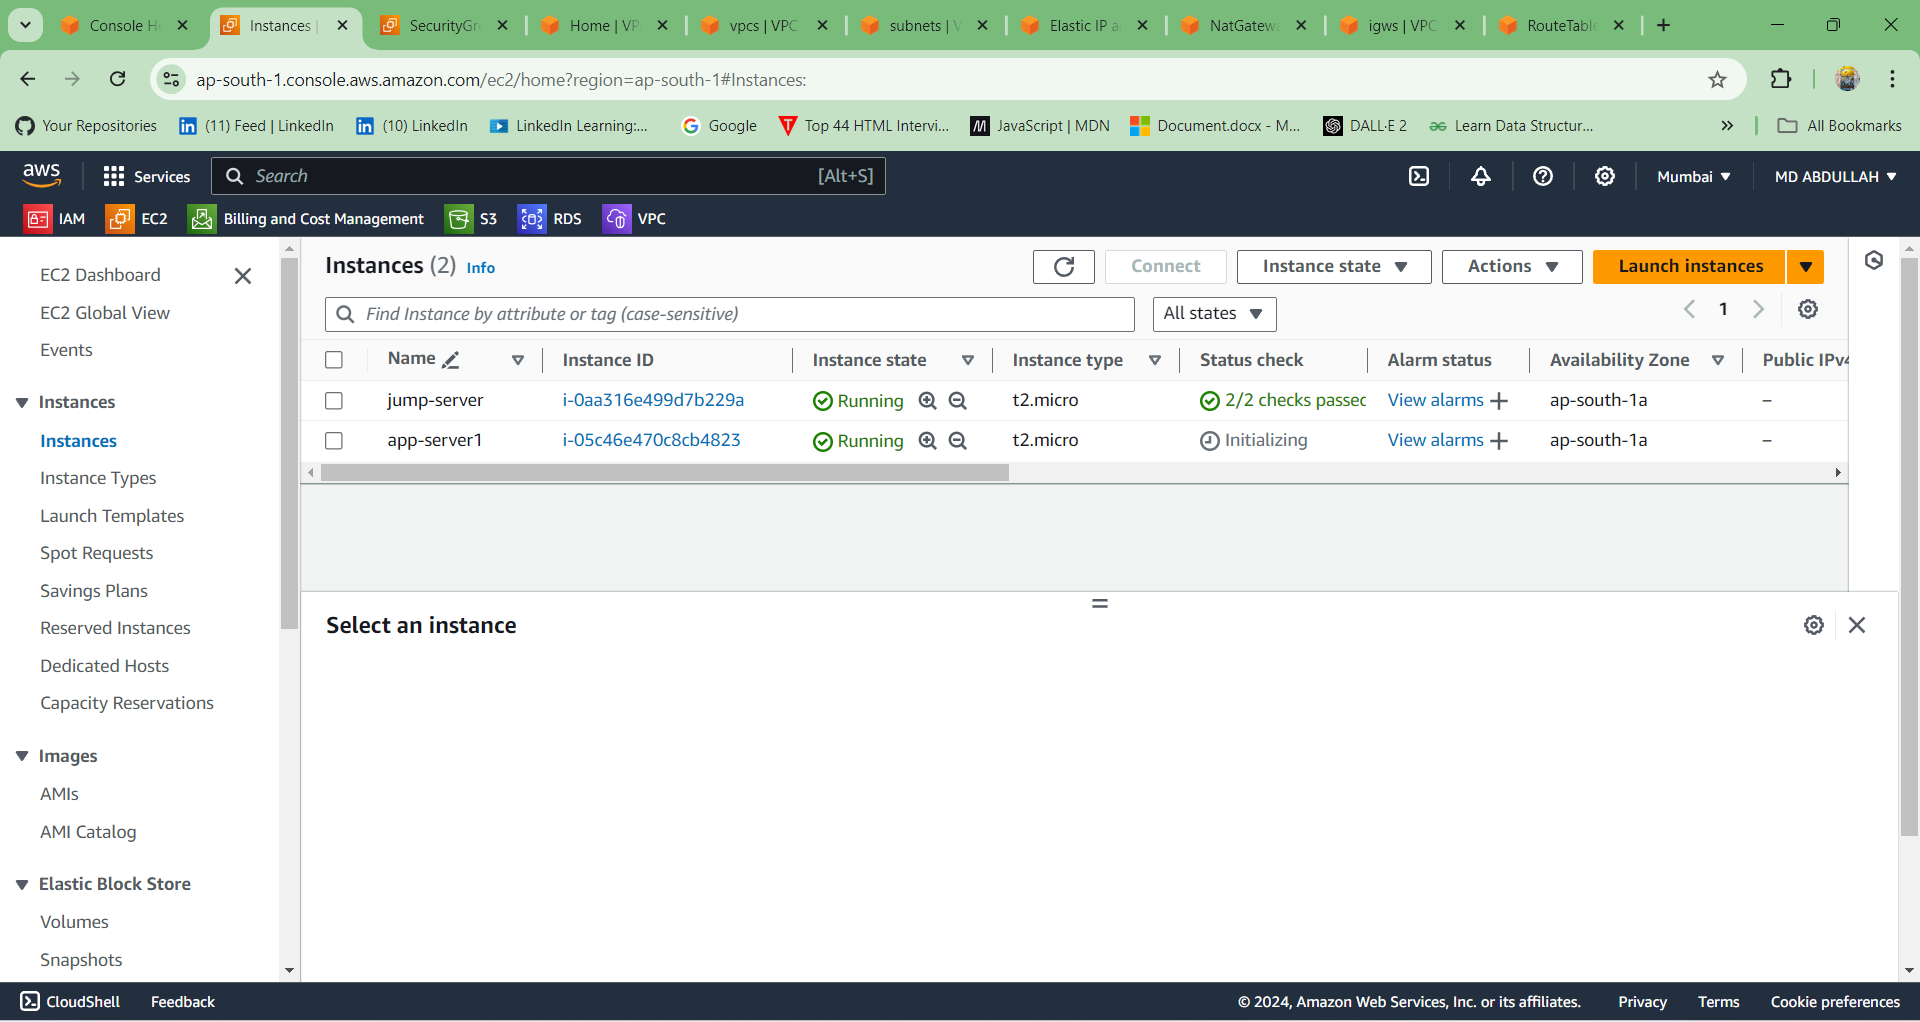 Console H
Instances |
SecurityGr
Home | VP
vpcs | VPC
subnets | V
Elastic IP a
NatGatewa
igws | VPC
RouteTable
ap-south-1.console.aws.amazon.com/ec2/home?region=ap-south-1#Instances:
Your Repositories
(11) Feed | LinkedIn
(10) LinkedIn
LinkedIn Learning:...
Google
Top 44 HTML Intervi...
JavaScript | MDN
Document.docx - M...
DALL·E 2
Learn Data Structur...
All Bookmarks
aws
Services
Search
[Alt+S]
Mumbai
MD ABDULLAH
IAM
EC2
Billing and Cost Management
S3
RDS
VPC
EC2 Dashboard
EC2 Global View
Events
Instances
Instances
Instance Types
Launch Templates
Spot Requests
Savings Plans
Reserved Instances
Dedicated Hosts
Capacity Reservations
Images
AMIs
AMI Catalog
Elastic Block Store
Volumes
Snapshots
Instances (2) Info
Connect
Instance state
Actions
Launch instances
Find Instance by attribute or tag (case-sensitive)
All states
1
Name
Instance ID
Instance state
Instance type
Status check
Alarm status
Availability Zone
Public IPv4
jump-server
i-0aa316e499d7b229a
Running
t2.micro
2/2 checks passed
View alarms
ap-south-1a
–
app-server1
i-05c46e470c8cb4823
Running
t2.micro
Initializing
View alarms
ap-south-1a
–
Select an instance
CloudShell
Feedback
© 2024, Amazon Web Services, Inc. or its affiliates.
Privacy
Terms
Cookie preferences